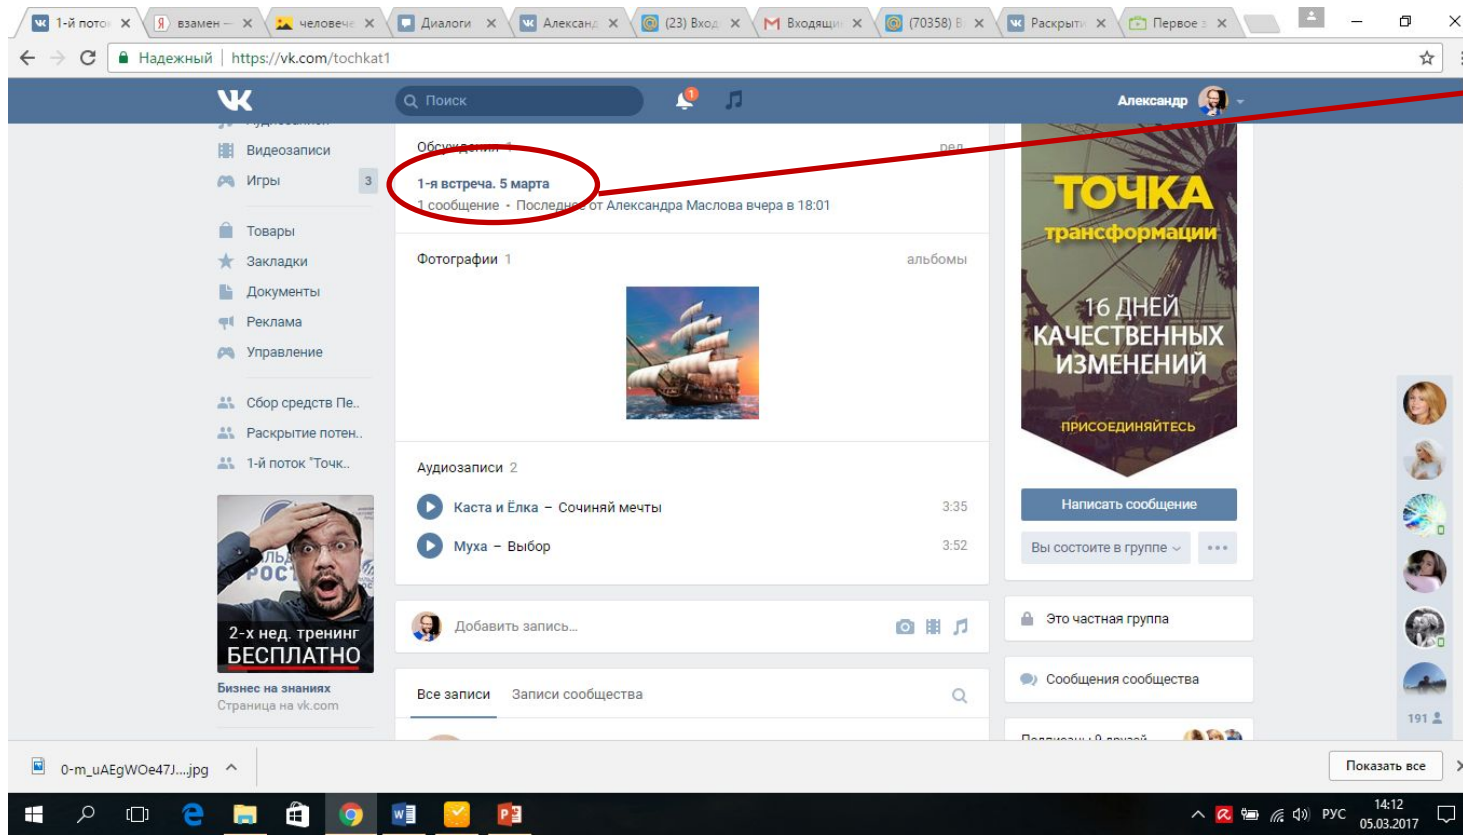 1-й поток
взамен —
человече
Диалоги
Александ
(23) Вход
Входящи
(70358) В
Раскрыти
Первое з
Надежный | https://vk.com/tochkat1
Поиск
1
Александр
Видеозаписи
Игры 3
Товары
Закладки
Документы
Реклама
Управление
Сбор средств Пе..
Раскрытие потен..
1-й поток "Точк..
2-х нед. тренинг
БЕСПЛАТНО
Бизнес на знаниях
Страница на vk.com
Обсуждения 1 ред.
1-я встреча. 5 марта
1 сообщение · Последнее от Александра Маслова вчера в 18:01
Фотографии 1 альбомы
Аудиозаписи 2
Каста и Ёлка – Сочиняй мечты 3:35
Муха – Выбор 3:52
Добавить запись...
Все записи Записи сообщества
ТОЧКА
трансформации
16 ДНЕЙ
КАЧЕСТВЕННЫХ
ИЗМЕНЕНИЙ
ПРИСОЕДИНЯЙТЕСЬ
Написать сообщение
Вы состоите в группе
Это частная группа
Сообщения сообщества
191
0-m_uAEgWOe47J....jpg
Показать все
РУС
14:12
05.03.2017